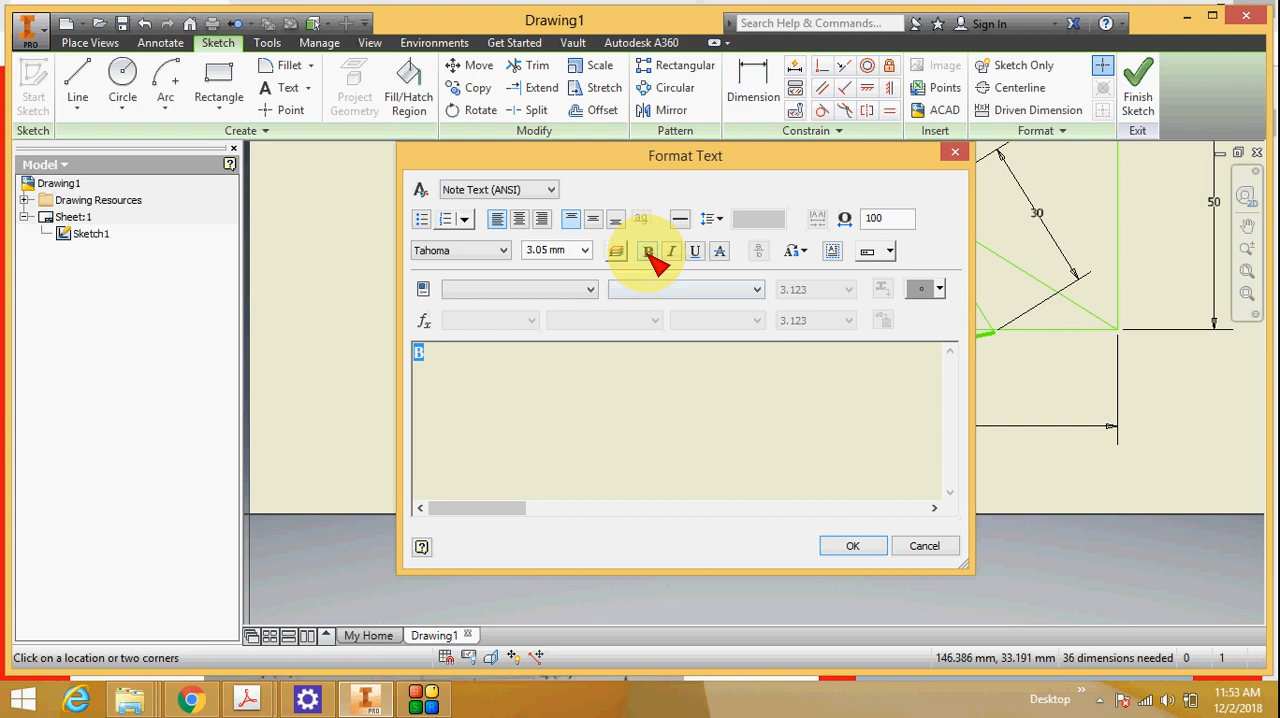 Drawing1
Search Help & Commands...
Sign In
PRO
Place Views
Annotate
Sketch
Tools
Manage
View
Environments
Get Started
Vault
Autodesk A360
Start Sketch
Line
Circle
Arc
Rectangle
Fillet
Text
Point
Project Geometry
Fill/Hatch Region
Move
Copy
Rotate
Trim
Extend
Split
Scale
Stretch
Offset
Rectangular
Circular
Mirror
Dimension
Image
Points
ACAD
Sketch Only
Centerline
Driven Dimension
Finish Sketch
Sketch
Create
Modify
Pattern
Constrain
Insert
Format
Exit
Model
Drawing1
Drawing Resources
Sheet:1
Sketch1
Format Text
Note Text (ANSI)
100
Tahoma
3.05 mm
B
I
U
A
3.123
3.123
B
OK
Cancel
30
50
2D
My Home
Drawing1
Click on a location or two corners
146.386 mm, 33.191 mm
36 dimensions needed
0
1
PRO
Desktop
11:53 AM
12/2/2018